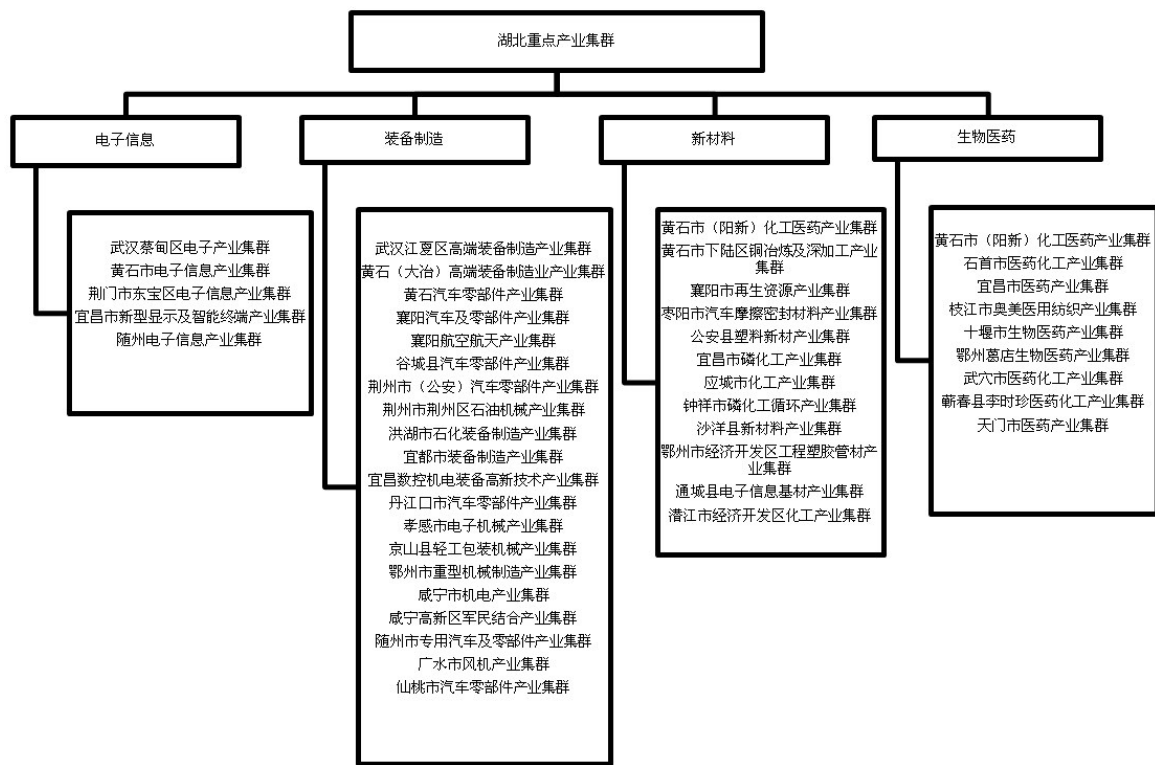 湖北重点产业集群
电子信息
装备制造
新材料
生物医药
武汉蔡甸区电子产业集群
黄石市电子信息产业集群
荆门市东宝区电子信息产业集群
宜昌市新型显示及智能终端产业集群
随州电子信息产业集群
武汉江夏区高端装备制造产业集群
黄石（大冶）高端装备制造业产业集群
黄石汽车零部件产业集群
襄阳汽车及零部件产业集群
襄阳航空航天产业集群
谷城县汽车零部件产业集群
荆州市（公安）汽车零部件产业集群
荆州市荆州区石油机械产业集群
洪湖市石化装备制造产业集群
宜都市装备制造产业集群
宜昌数控机电装备高新技术产业集群
丹江口市汽车零部件产业集群
孝感市电子机械产业集群
京山县轻工包装机械产业集群
鄂州市重型机械制造产业集群
咸宁市机电产业集群
咸宁高新区军民结合产业集群
随州市专用汽车及零部件产业集群
广水市风机产业集群
仙桃市汽车零部件产业集群
黄石市（阳新）化工医药产业集群
黄石市下陆区铜冶炼及深加工产业
集群
襄阳市再生资源产业集群
枣阳市汽车摩擦密封材料产业集群
公安县塑料新材产业集群
宜昌市磷化工产业集群
应城市化工产业集群
钟祥市磷化工循环产业集群
沙洋县新材料产业集群
鄂州市经济开发区工程塑胶管材产
业集群
通城县电子信息基材产业集群
潜江市经济开发区化工产业集群
黄石市（阳新）化工医药产业集群
石首市医药化工产业集群
宜昌市医药产业集群
枝江市奥美医用纺织产业集群
十堰市生物医药产业集群
鄂州葛店生物医药产业集群
武穴市医药化工产业集群
蕲春县李时珍医药化工产业集群
天门市医药产业集群